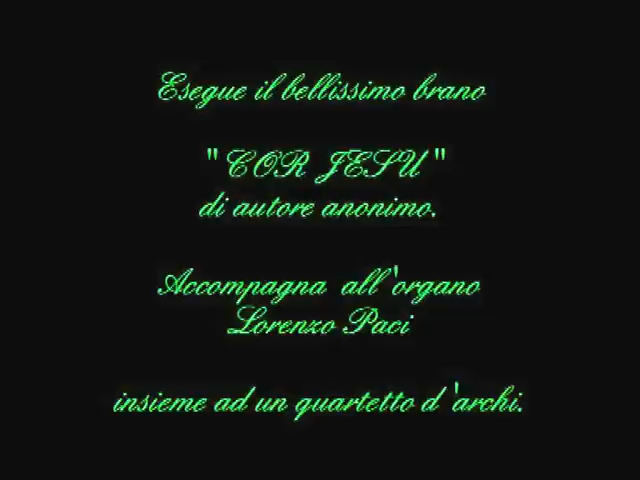 Esegue il bellissimo brano
"COR JESU"
di autore anonimo.
Accompagna all'organo
Lorenzo Paci
insieme ad un quartetto d'archi.